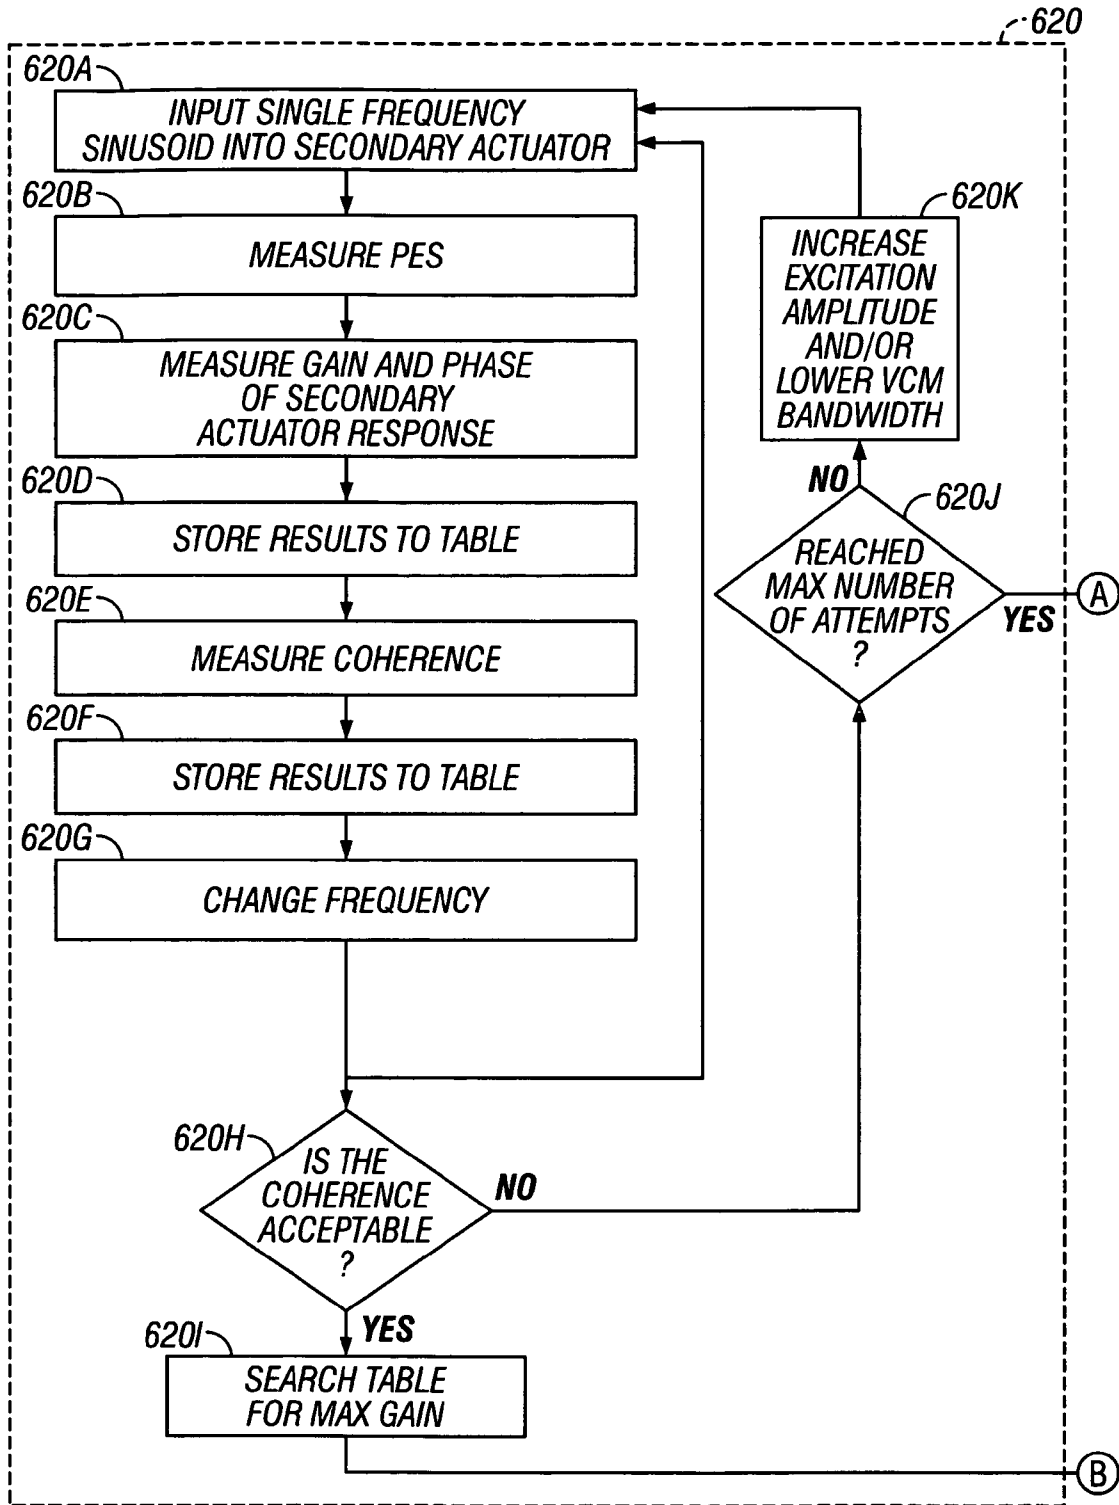 620
620A
INPUT SINGLE FREQUENCY
SINUSOID INTO SECONDARY ACTUATOR
620B
MEASURE PES
620C
MEASURE GAIN AND PHASE
OF SECONDARY
ACTUATOR RESPONSE
620D
STORE RESULTS TO TABLE
620E
MEASURE COHERENCE
620F
STORE RESULTS TO TABLE
620G
CHANGE FREQUENCY
620H
IS THE
COHERENCE
ACCEPTABLE
?
NO
YES
620I
SEARCH TABLE
FOR MAX GAIN
B
620J
REACHED
MAX NUMBER
OF ATTEMPTS
?
YES
A
NO
620K
INCREASE
EXCITATION
AMPLITUDE
AND/OR
LOWER VCM
BANDWIDTH